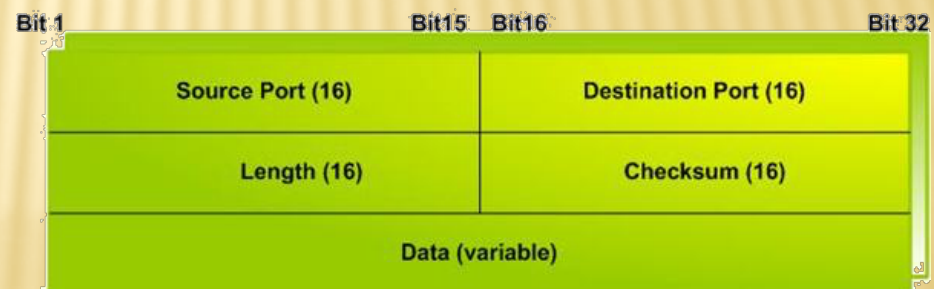 Bit 1 Bit15 Bit16 Bit 32
Source Port (16) Destination Port (16)
Length (16) Checksum (16)
Data (variable)